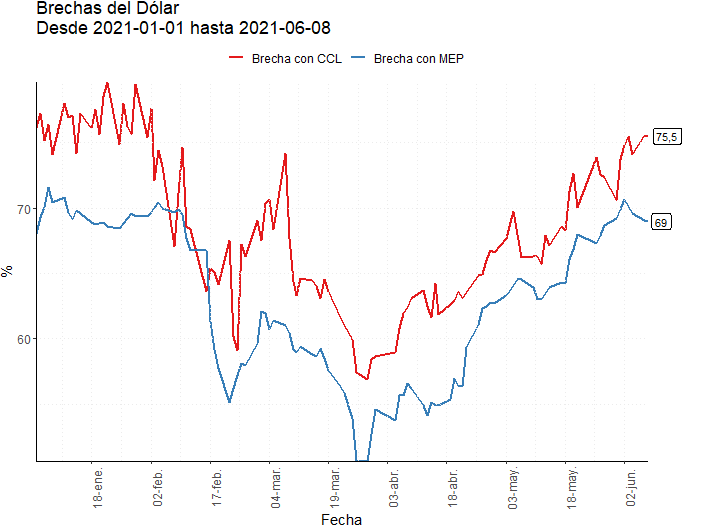 Brechas del Dólar
Desde 2021-01-01 hasta 2021-06-08
Brecha con CCL
Brecha con MEP
%
70
60
75,5
69
18-ene.
02-feb.
17-feb.
04-mar.
19-mar.
03-abr.
18-abr.
03-may.
18-may.
02-jun.
Fecha